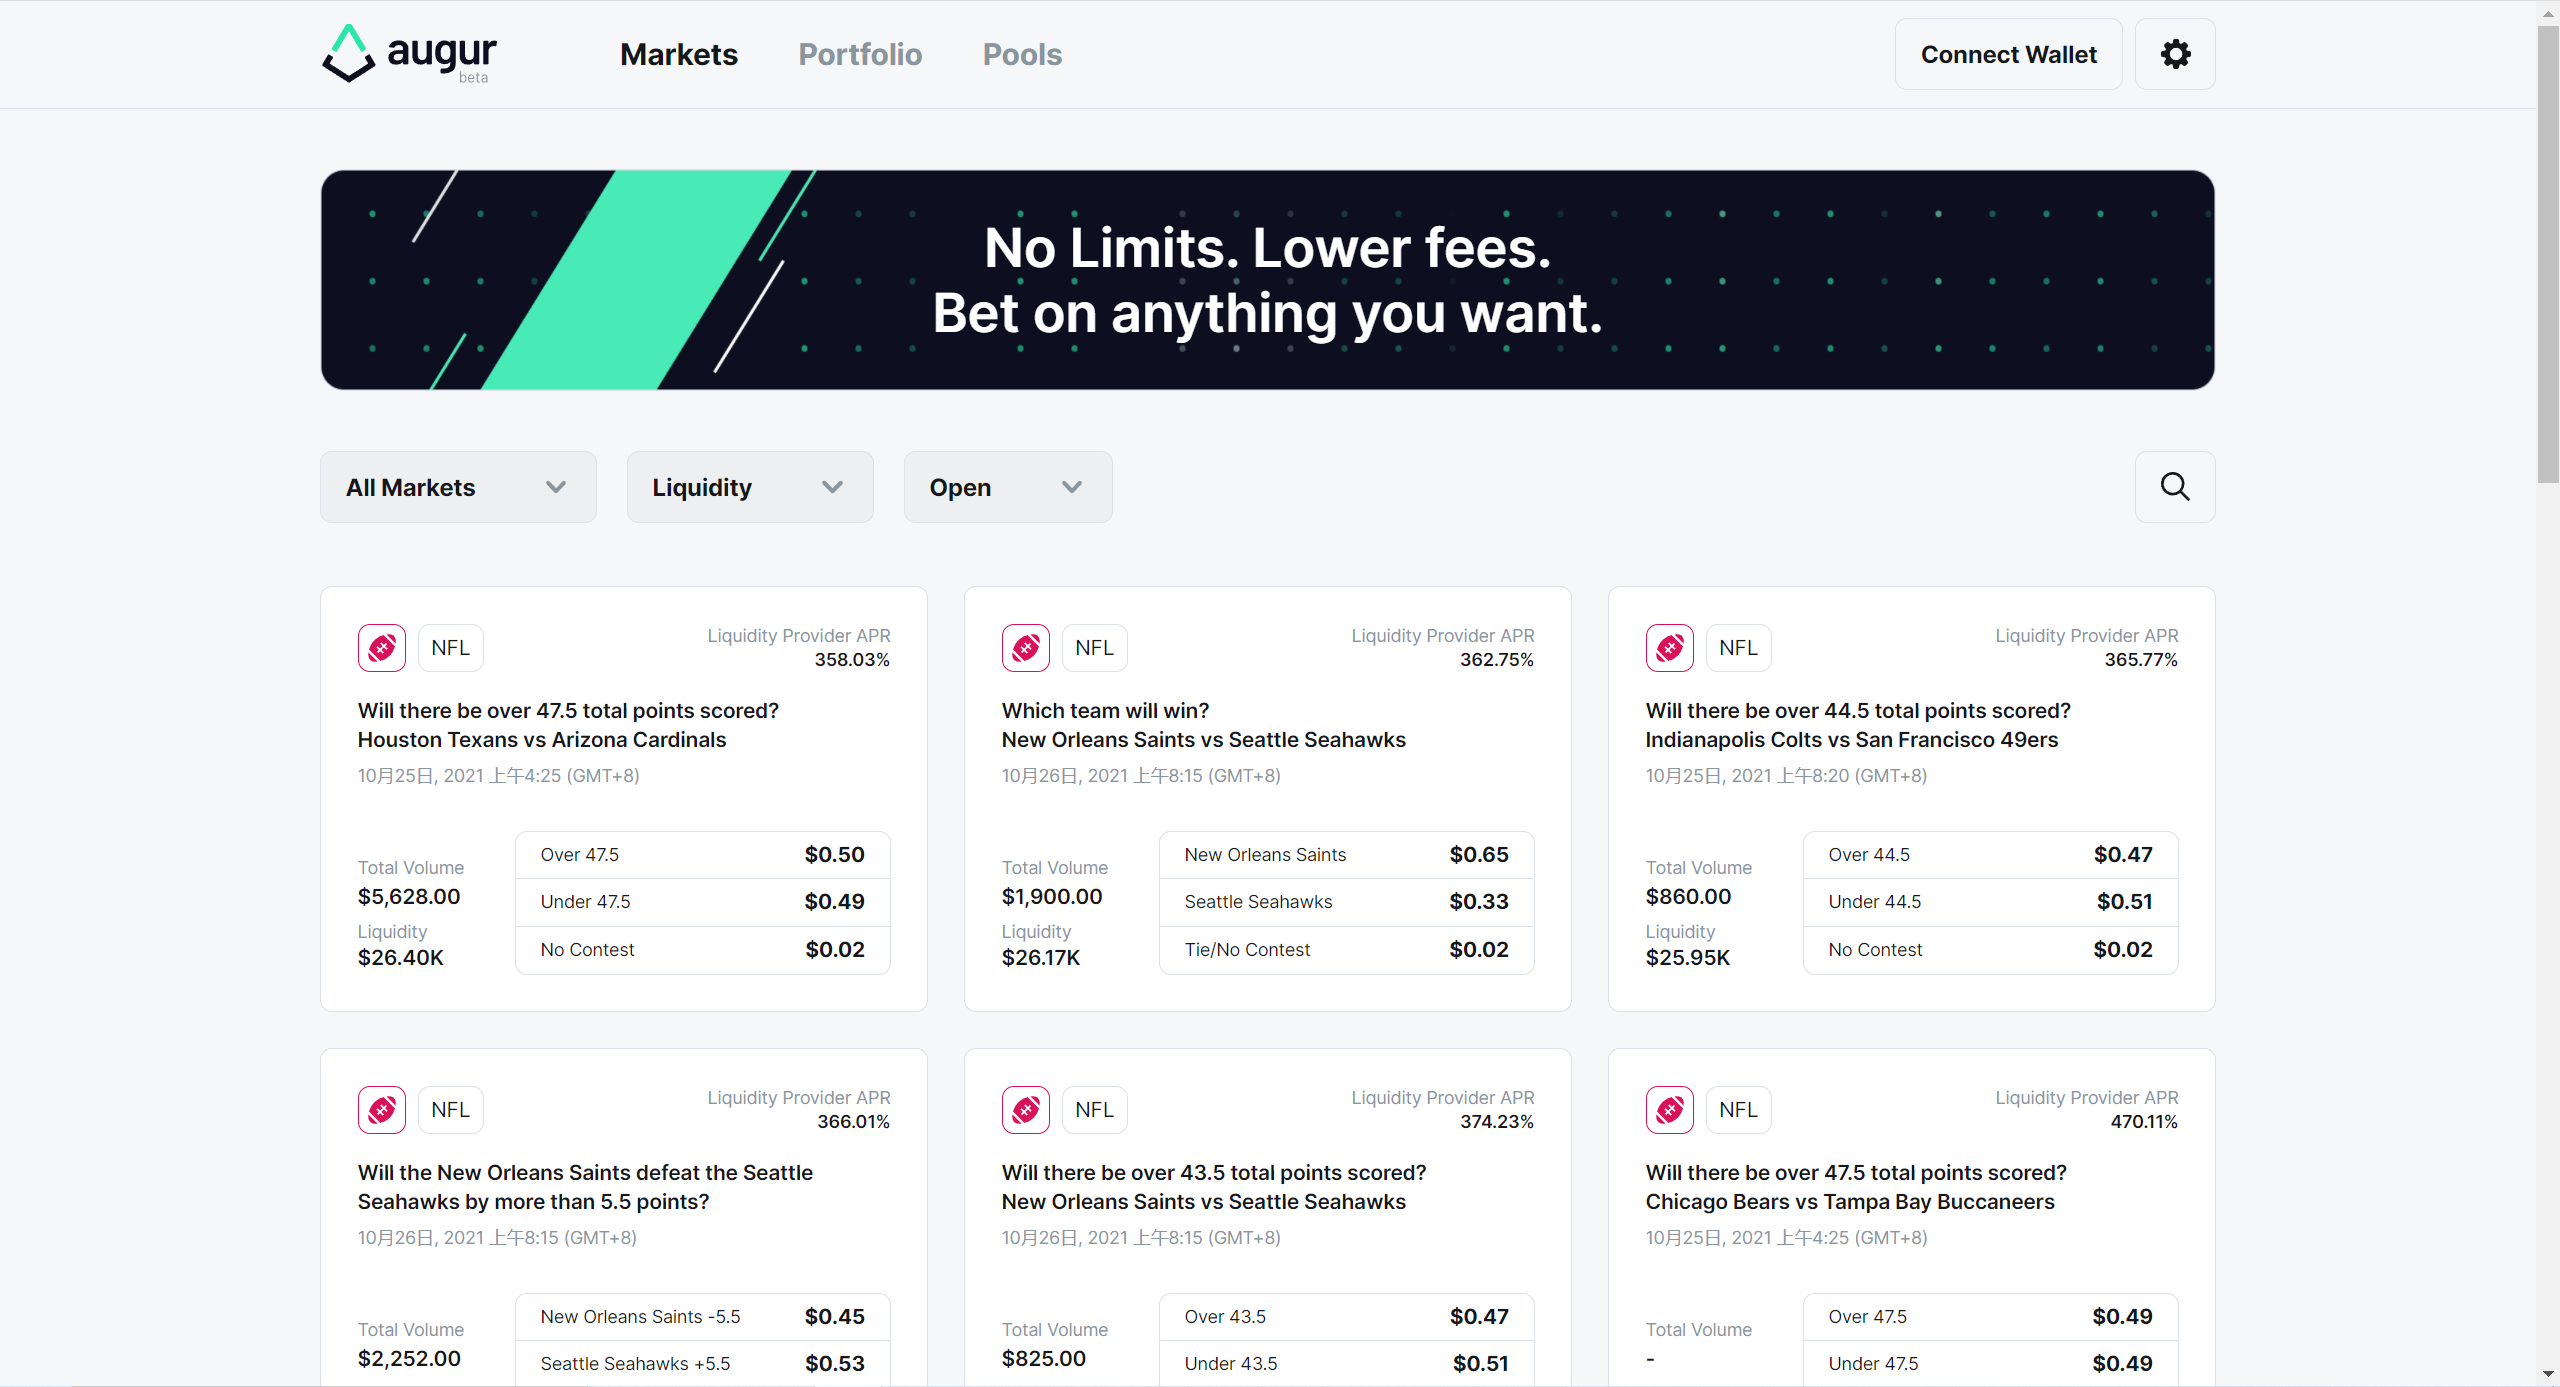 augur
beta
Markets
Portfolio
Pools
Connect Wallet
No Limits. Lower fees.
Bet on anything you want.
All Markets
Liquidity
Open
NFL
Liquidity Provider APR
358.03%
Will there be over 47.5 total points scored?
Houston Texans vs Arizona Cardinals
10月25日, 2021 上午4:25 (GMT+8)
Total Volume
$5,628.00
Liquidity
$26.40K
Over 47.5 $0.50
Under 47.5 $0.49
No Contest $0.02
NFL
Liquidity Provider APR
362.75%
Which team will win?
New Orleans Saints vs Seattle Seahawks
10月26日, 2021 上午8:15 (GMT+8)
Total Volume
$1,900.00
Liquidity
$26.17K
New Orleans Saints $0.65
Seattle Seahawks $0.33
Tie/No Contest $0.02
NFL
Liquidity Provider APR
365.77%
Will there be over 44.5 total points scored?
Indianapolis Colts vs San Francisco 49ers
10月25日, 2021 上午8:20 (GMT+8)
Total Volume
$860.00
Liquidity
$25.95K
Over 44.5 $0.47
Under 44.5 $0.51
No Contest $0.02
NFL
Liquidity Provider APR
366.01%
Will the New Orleans Saints defeat the Seattle
Seahawks by more than 5.5 points?
10月26日, 2021 上午8:15 (GMT+8)
Total Volume
$2,252.00
New Orleans Saints -5.5 $0.45
Seattle Seahawks +5.5 $0.53
NFL
Liquidity Provider APR
374.23%
Will there be over 43.5 total points scored?
New Orleans Saints vs Seattle Seahawks
10月26日, 2021 上午8:15 (GMT+8)
Total Volume
$825.00
Over 43.5 $0.47
Under 43.5 $0.51
NFL
Liquidity Provider APR
470.11%
Will there be over 47.5 total points scored?
Chicago Bears vs Tampa Bay Buccaneers
10月25日, 2021 上午4:25 (GMT+8)
Total Volume
-
Over 47.5 $0.49
Under 47.5 $0.49